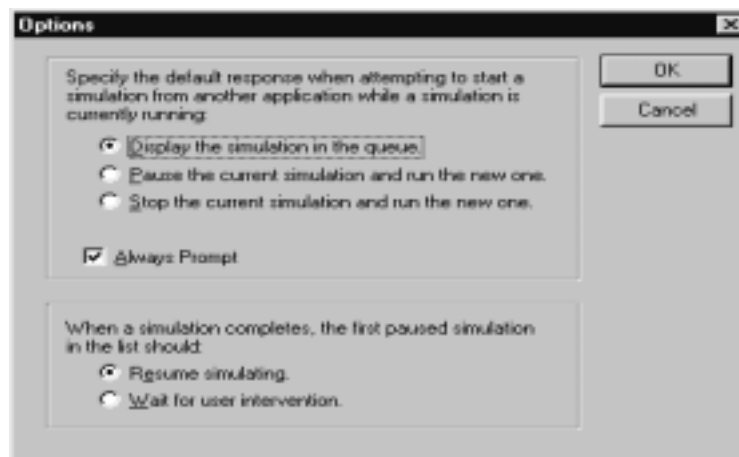 Options
Specify the default response when attempting to start a
simulation from another application while a simulation is
currently running:
Display the simulation in the queue.
Pause the current simulation and run the new one.
Stop the current simulation and run the new one.
Always Prompt
When a simulation completes, the first paused simulation
in the list should:
Resume simulating.
Wait for user intervention.
OK
Cancel